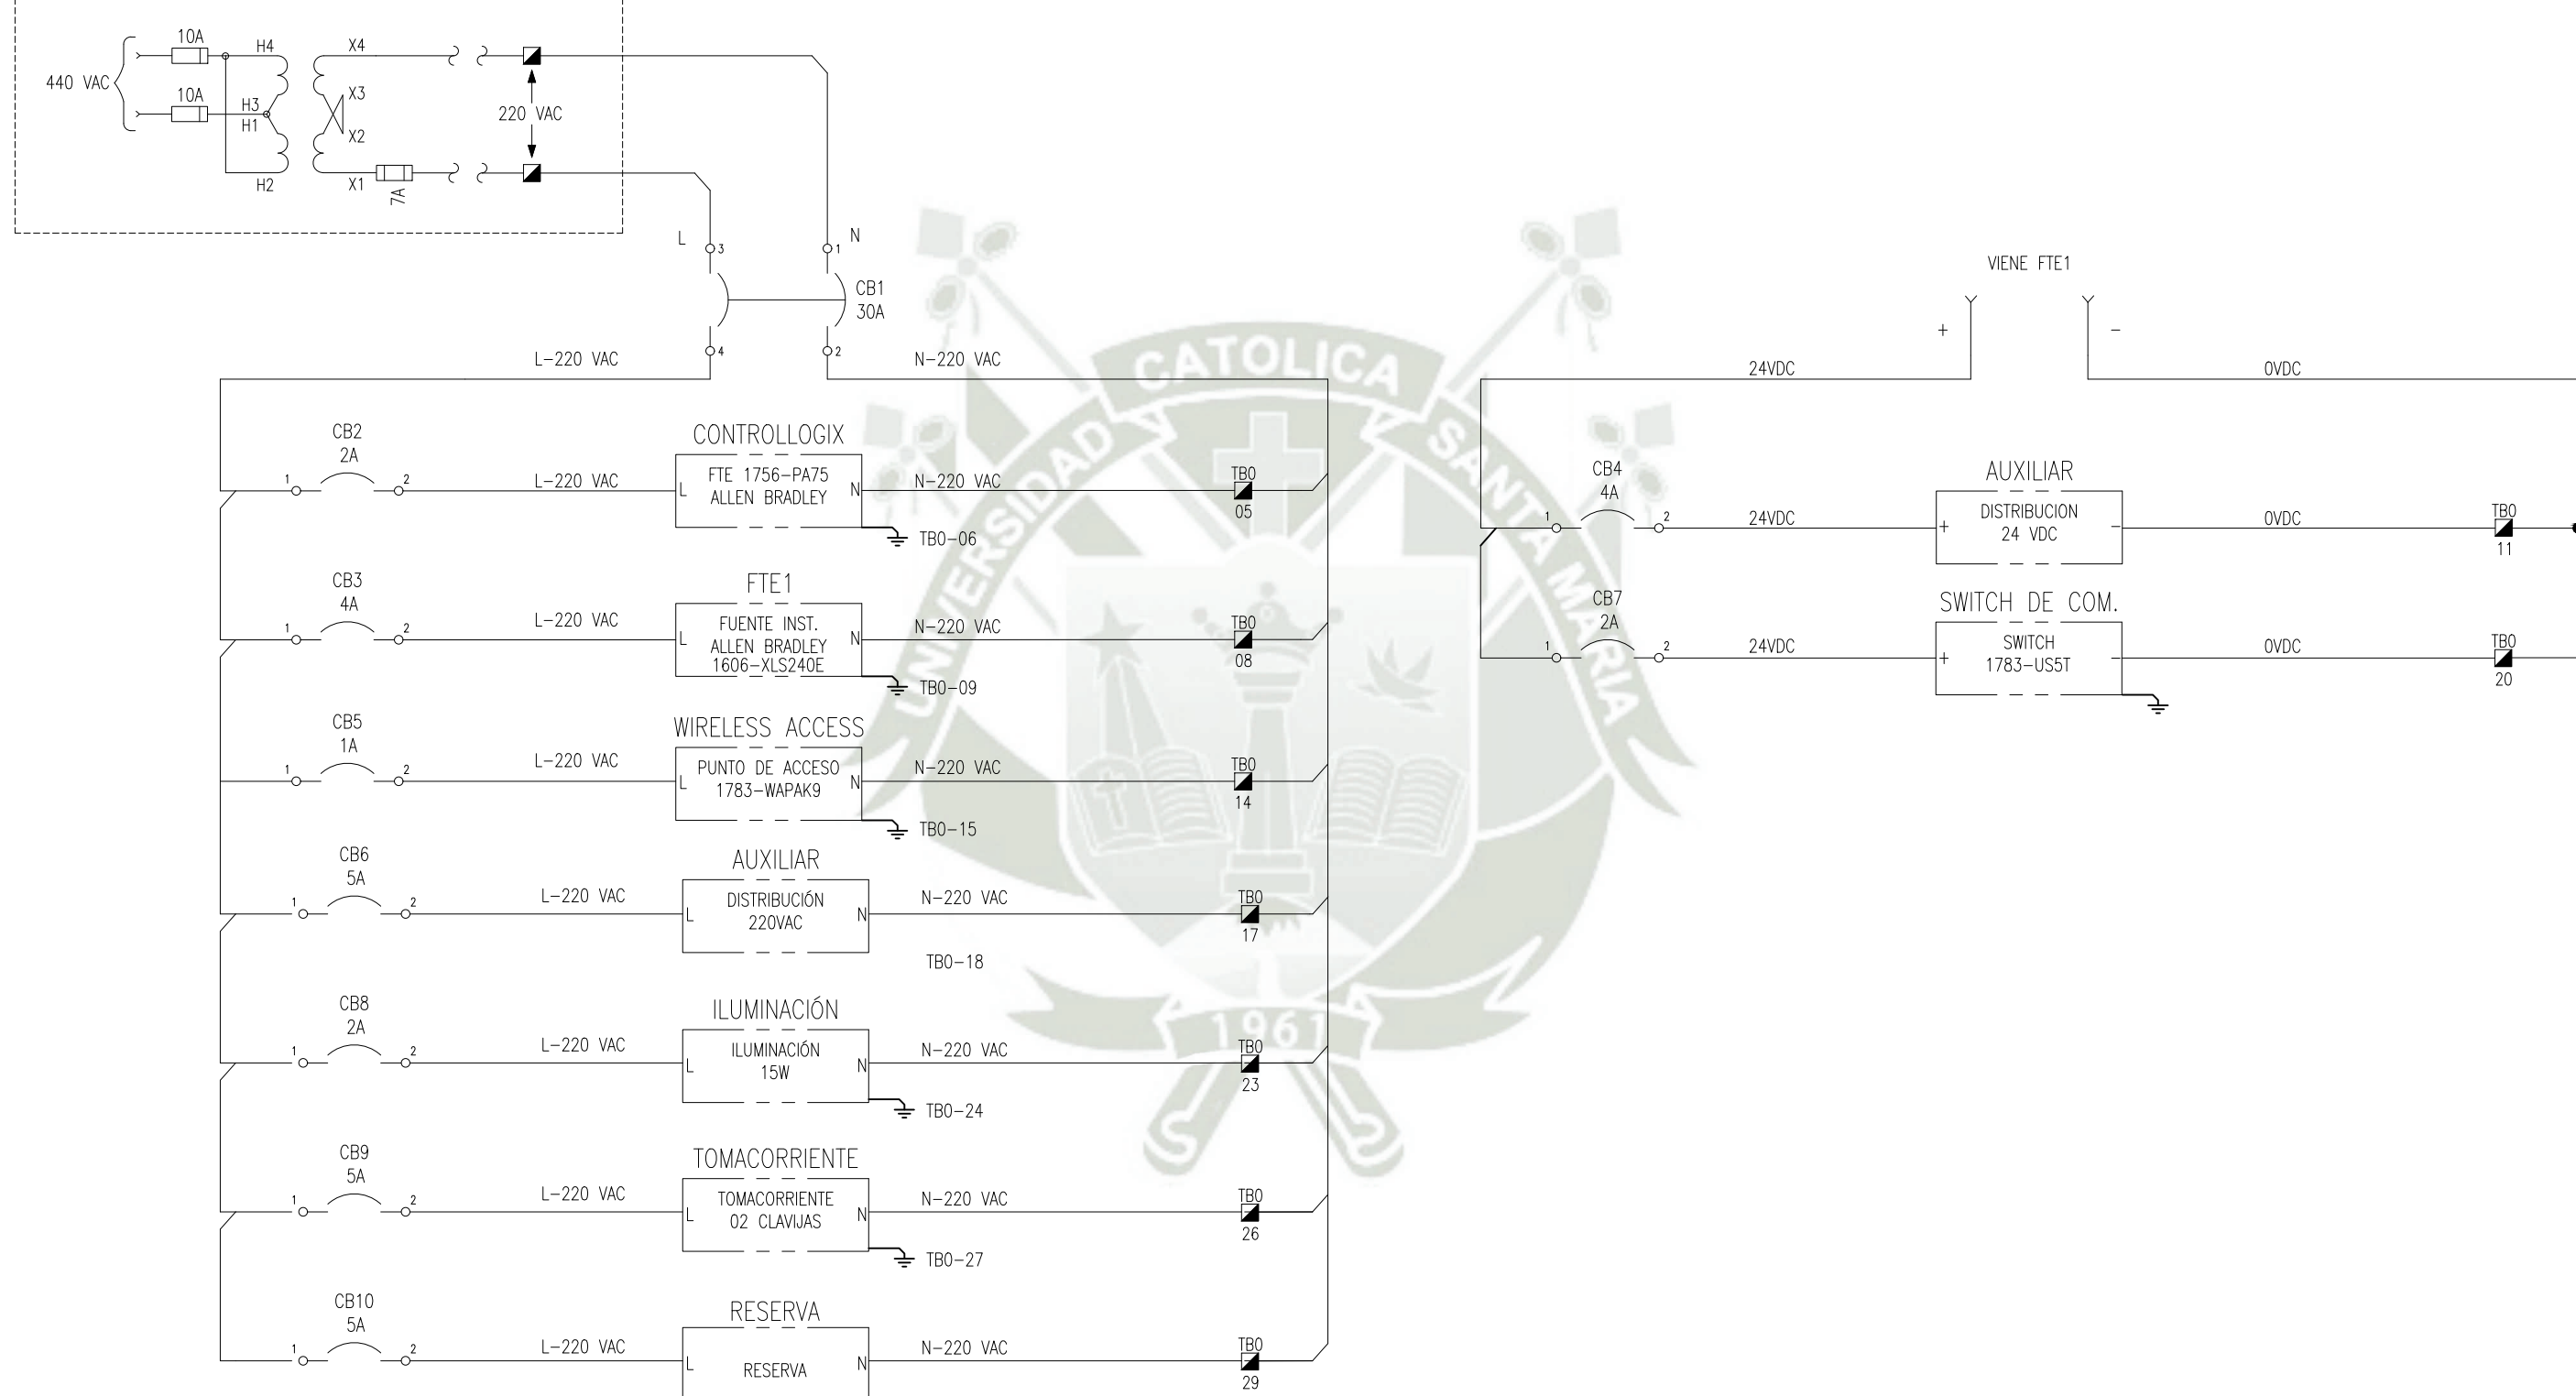 440 VAC
10A
10A
H4
H3
H1
H2
X4
X3
X2
X1
7A
220 VAC
L
3
4
N
1
2
CB1
30A
L-220 VAC
N-220 VAC
CB2
2A
1
2
L-220 VAC
CONTROLLOGIX
L
FTE 1756-PA75
ALLEN BRADLEY
N
N-220 VAC
TB0
05
TB0-06
CB3
4A
1
2
L-220 VAC
FTE1
L
FUENTE INST.
ALLEN BRADLEY
1606-XLS240E
N
N-220 VAC
TB0
08
TB0-09
CB5
1A
1
2
L-220 VAC
WIRELESS ACCESS
L
PUNTO DE ACCESO
1783-WAPAK9
N
N-220 VAC
TB0
14
TB0-15
CB6
5A
1
2
L-220 VAC
AUXILIAR
L
DISTRIBUCIÓN
220VAC
N
N-220 VAC
TB0
17
TB0-18
CB8
2A
1
2
L-220 VAC
ILUMINACIÓN
L
ILUMINACIÓN
15W
N
N-220 VAC
TB0
23
TB0-24
CB9
5A
1
2
L-220 VAC
TOMACORRIENTE
L
TOMACORRIENTE
02 CLAVIJAS
N
N-220 VAC
TB0
26
TB0-27
CB10
5A
1
2
L-220 VAC
RESERVA
L
RESERVA
N
N-220 VAC
TB0
29
VIENE FTE1
+
-
24VDC
0VDC
CB4
4A
1
2
24VDC
AUXILIAR
+
DISTRIBUCION
24 VDC
-
0VDC
TB0
11
CB7
2A
1
2
24VDC
SWITCH DE COM.
+
SWITCH
1783-US5T
-
0VDC
TB0
20
UNIVERSIDAD CATOLICA SANTA MARIA
1961